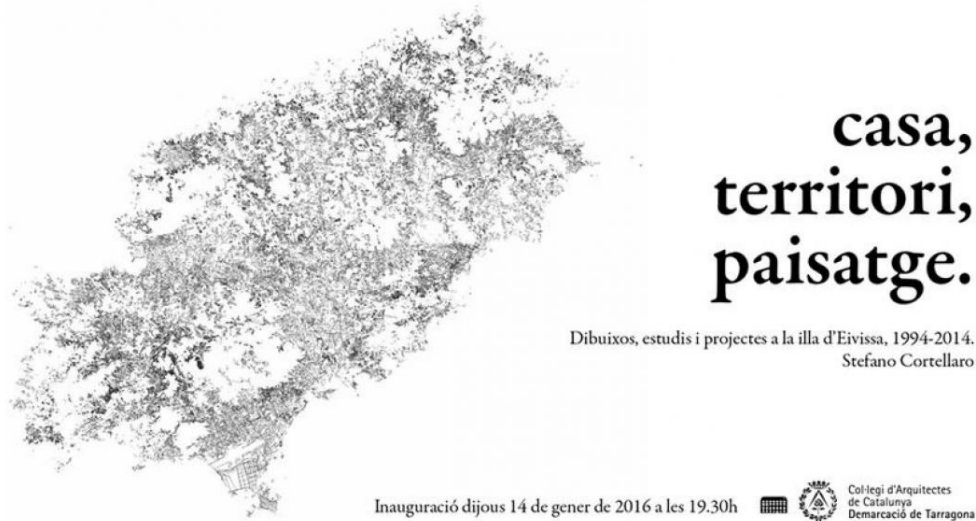 casa,
territori,
paisatge.
Dibuixos, estudis i projectes a la illa d'Eivissa, 1994-2014.
Stefano Cortellaro
Inauguració dijous 14 de gener de 2016 a les 19.30h
Col·legi d'Arquitectes
de Catalunya
Demarcació de Tarragona